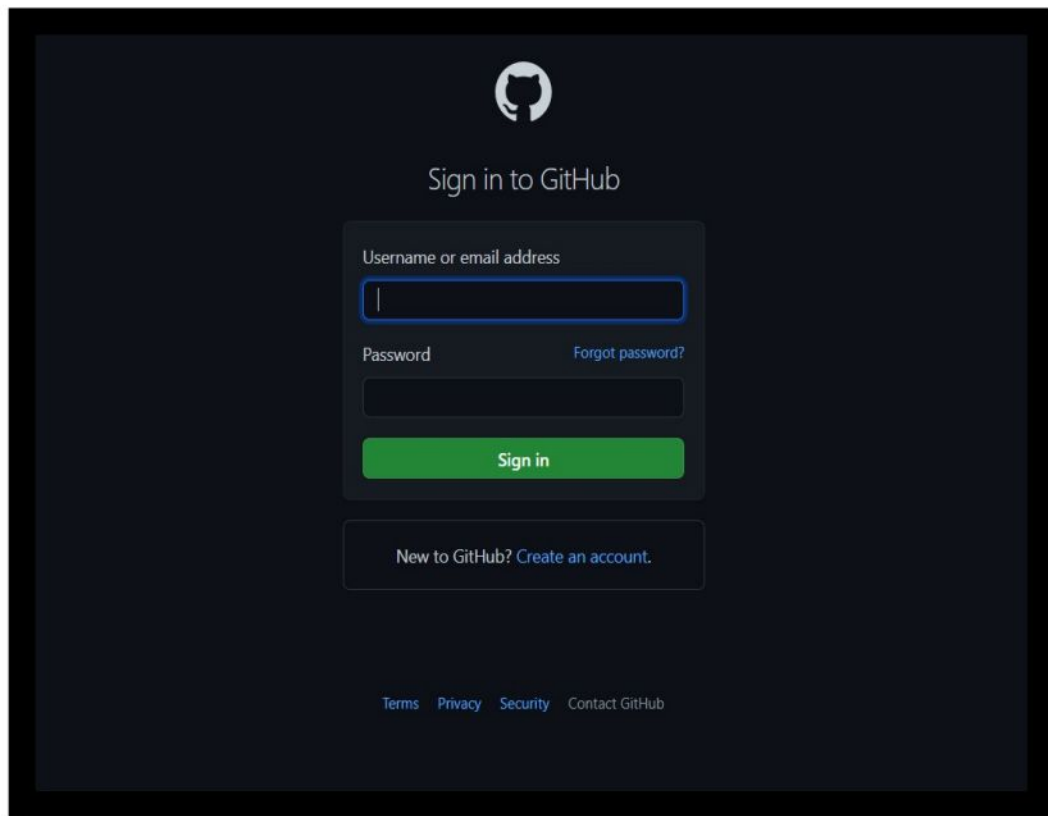 Sign in to GitHub
Username or email address
Password Forgot password?
Sign in
New to GitHub? Create an account.
Terms Privacy Security Contact GitHub